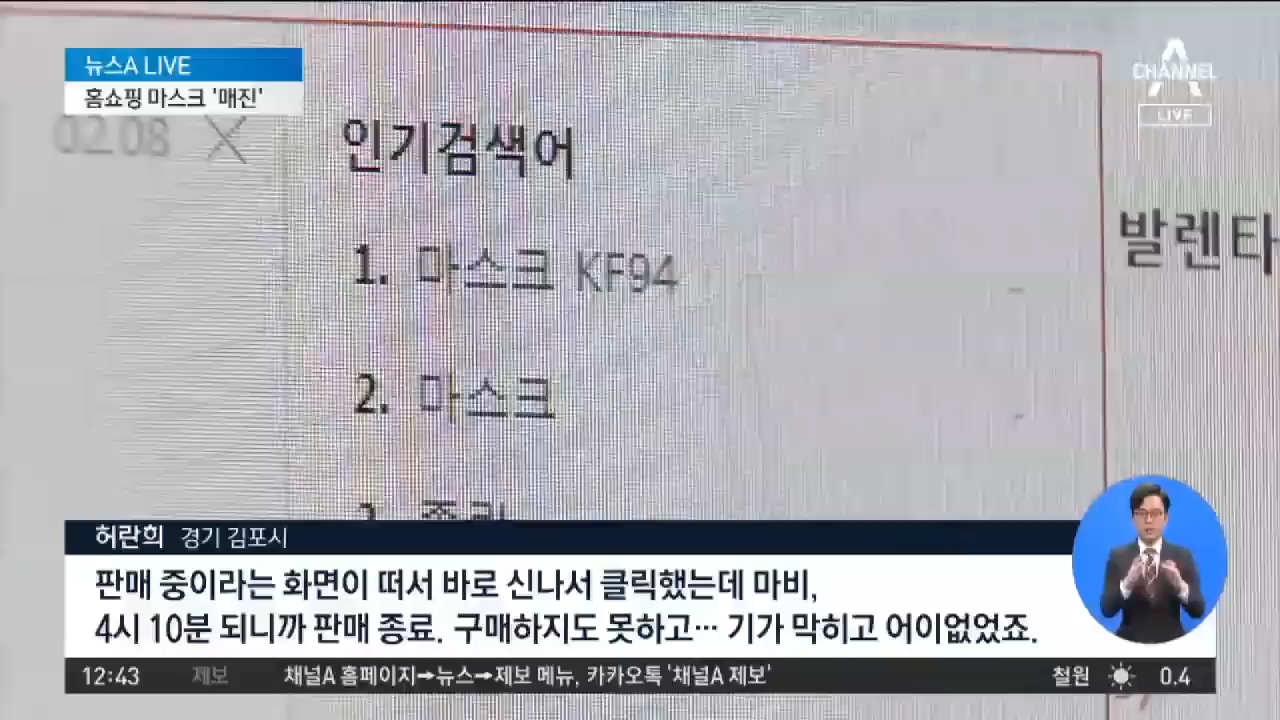 뉴스A LIVE
홈쇼핑 마스크 '매진'
CHANNEL A
LIVE
02.08
인기검색어
발렌타
1. 마스크 KF94
2. 마스크
3
허란희 경기 김포시
판매 중이라는 화면이 떠서 바로 신나서 클릭했는데 마비,
4시 10분 되니까 판매 종료. 구매하지도 못하고… 기가 막히고 어이없었죠.
12:43 제보 채널A 홈페이지→뉴스→제보 메뉴, 카카오톡 '채널A 제보' 철원 0.4